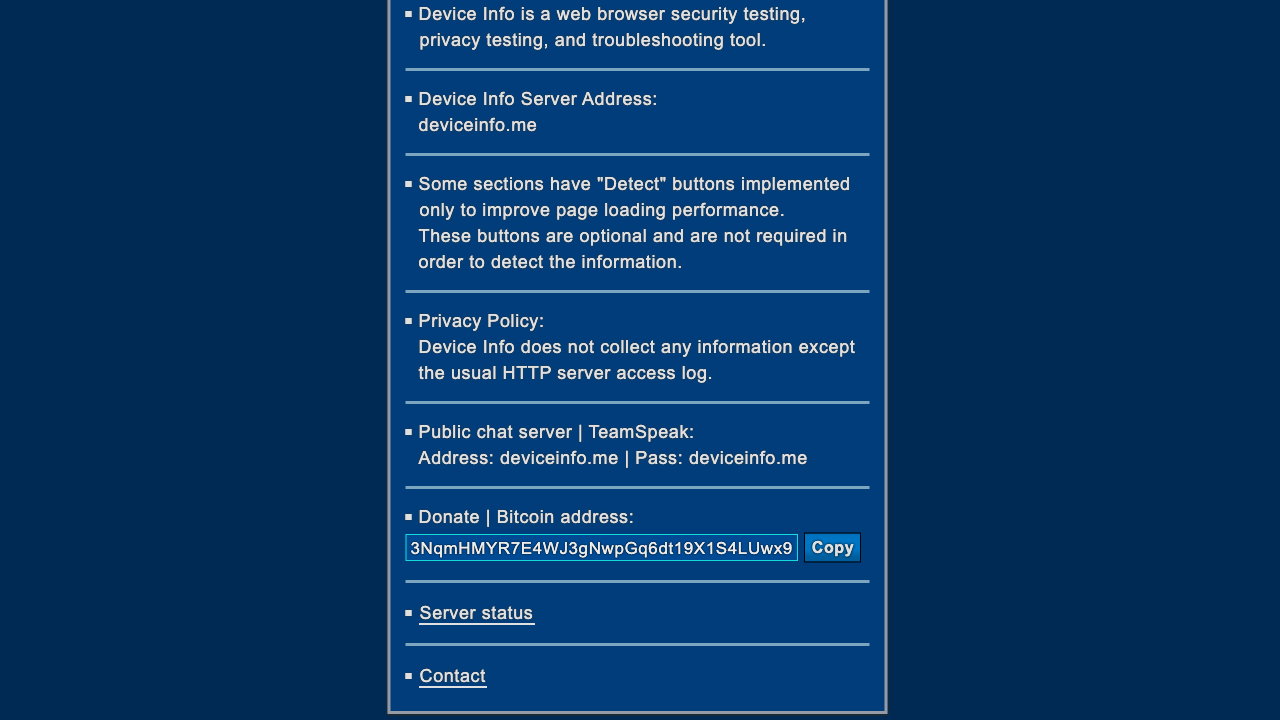 Device Info is a web browser security testing,
privacy testing, and troubleshooting tool.
Device Info Server Address:
deviceinfo.me
Some sections have "Detect" buttons implemented
only to improve page loading performance.
These buttons are optional and are not required in
order to detect the information.
Privacy Policy:
Device Info does not collect any information except
the usual HTTP server access log.
Public chat server | TeamSpeak:
Address: deviceinfo.me | Pass: deviceinfo.me
Donate | Bitcoin address:
3NqmHMYR7E4WJ3gNwpGq6dt19X1S4LUwx9 Copy
Server status
Contact